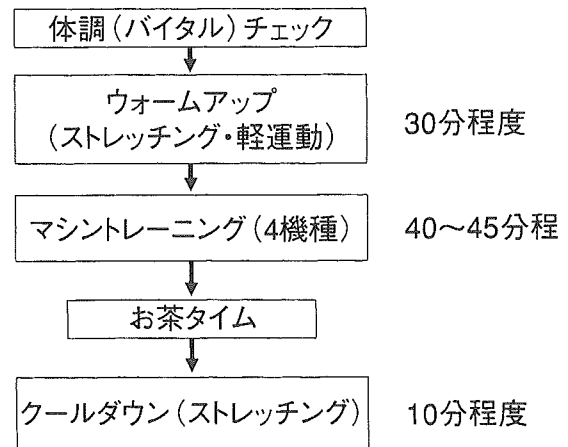 体調（バイタル）チェック
ウォームアップ
（ストレッチング・軽運動）
30分程度
マシントレーニング（4機種）
40～45分程
お茶タイム
クールダウン（ストレッチング）
10分程度